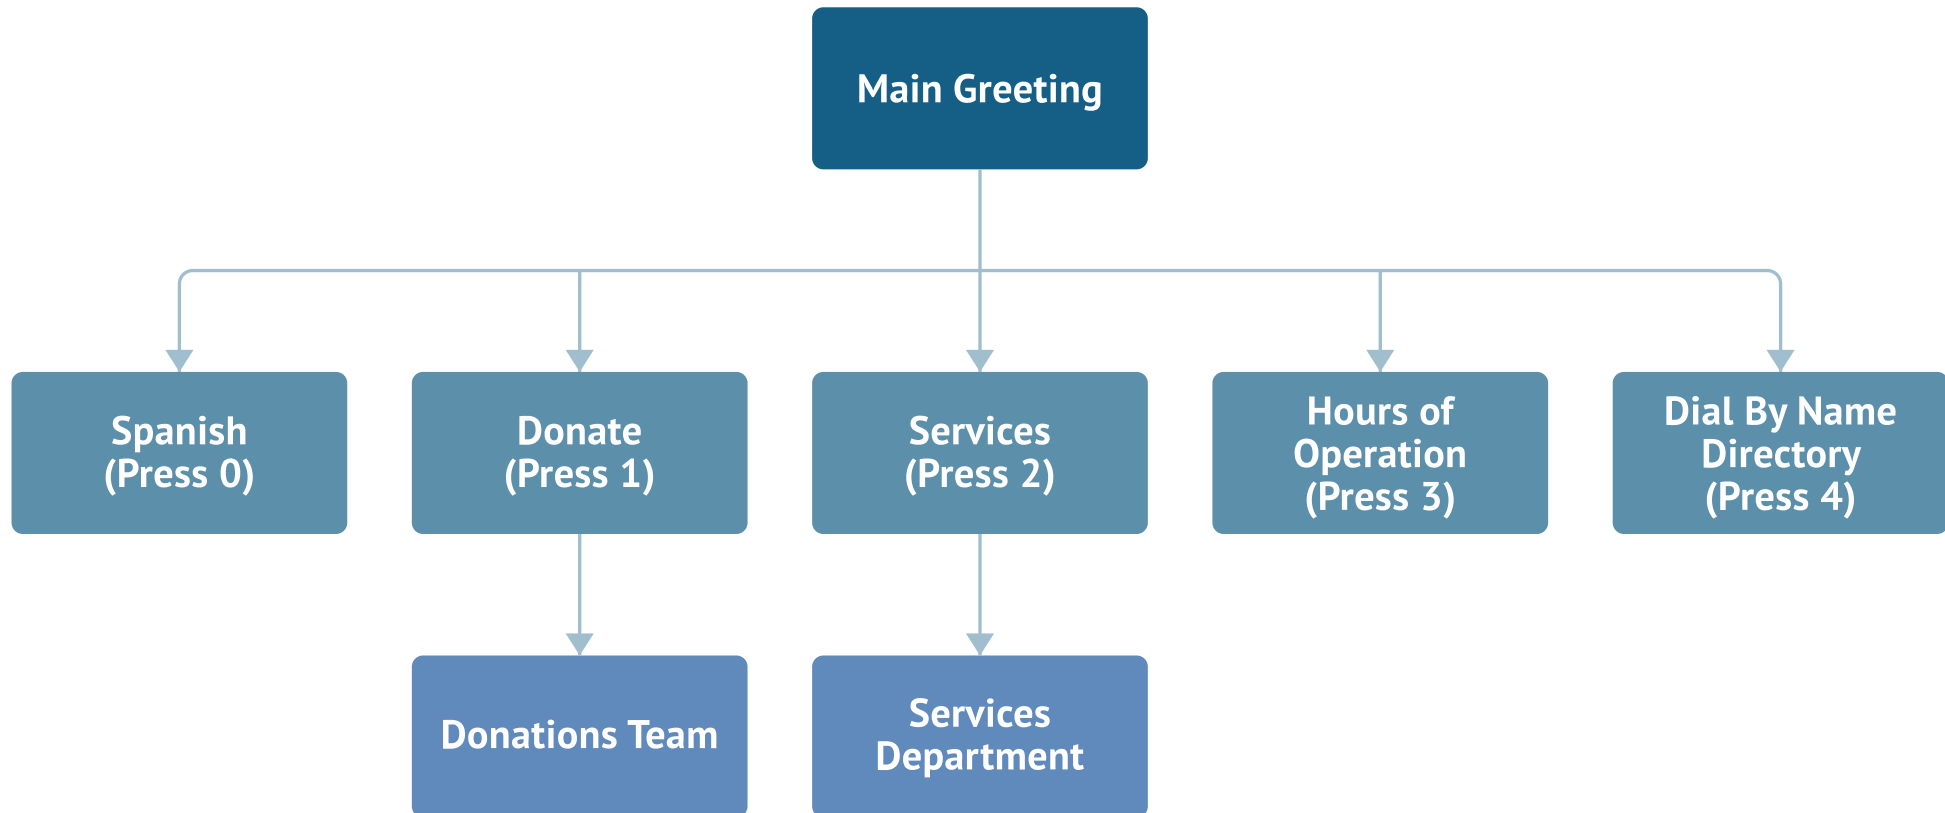 Main Greeting
Spanish
(Press 0)
Donate
(Press 1)
Services
(Press 2)
Hours of
Operation
(Press 3)
Dial By Name
Directory
(Press 4)
Donations Team
Services
Department